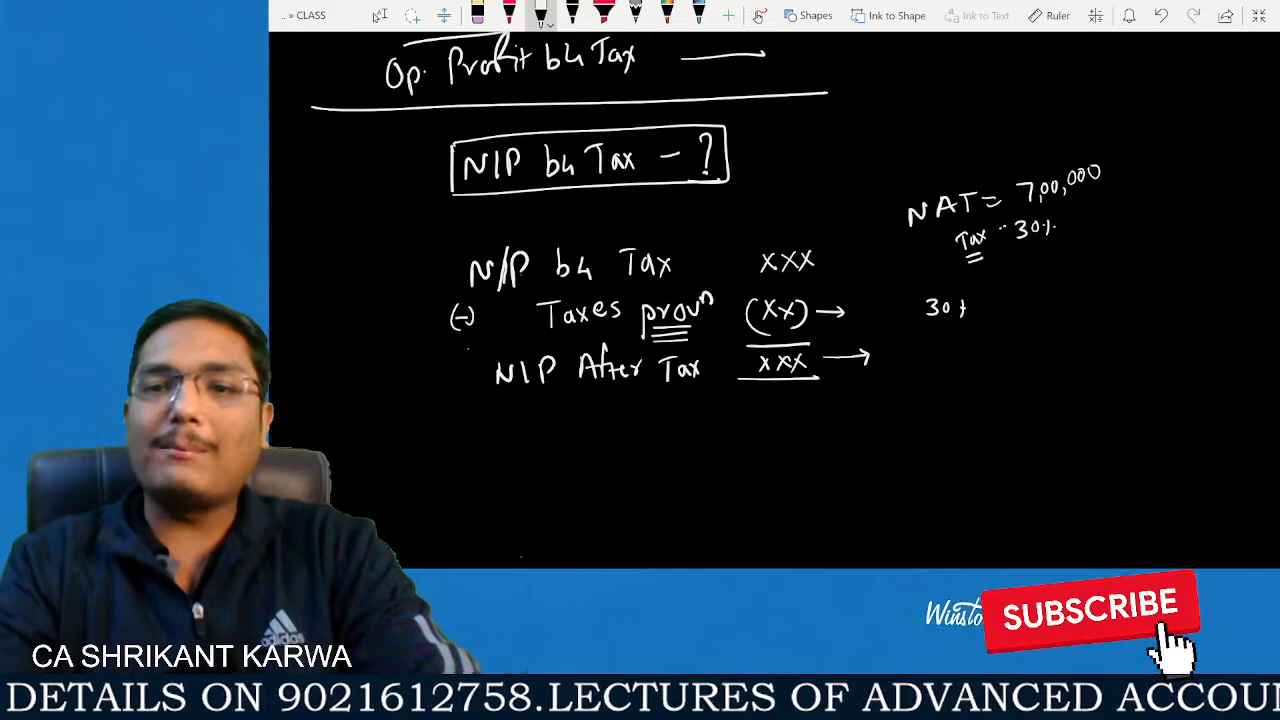 .. » CLASS
Shapes
Ink to Shape
Ink to Text
Ruler
Op. Profit b4 Tax
N/P b4 Tax - ?
NAT = 7,00,000
Tax - 30%
N/P b4 Tax xxx
(-) Taxes provn (xx) →
30%
N/P After Tax xxx →
adidas
Winsto
SUBSCRIBE
CA SHRIKANT KARWA
DETAILS ON 9021612758.LECTURES OF ADVANCED ACCOU